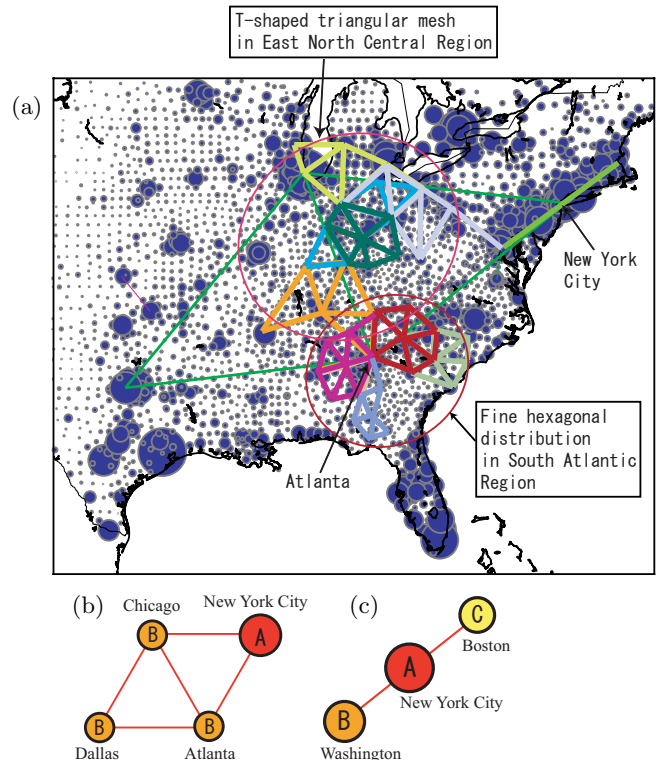 T-shaped triangular mesh
in East North Central Region
(a)
New York
City
Atlanta
Fine hexagonal
distribution
in South Atlantic
Region
(b)
(c)
Chicago
New York City
B
A
B
B
Dallas
Atlanta
C
Boston
A
New York City
B
Washington